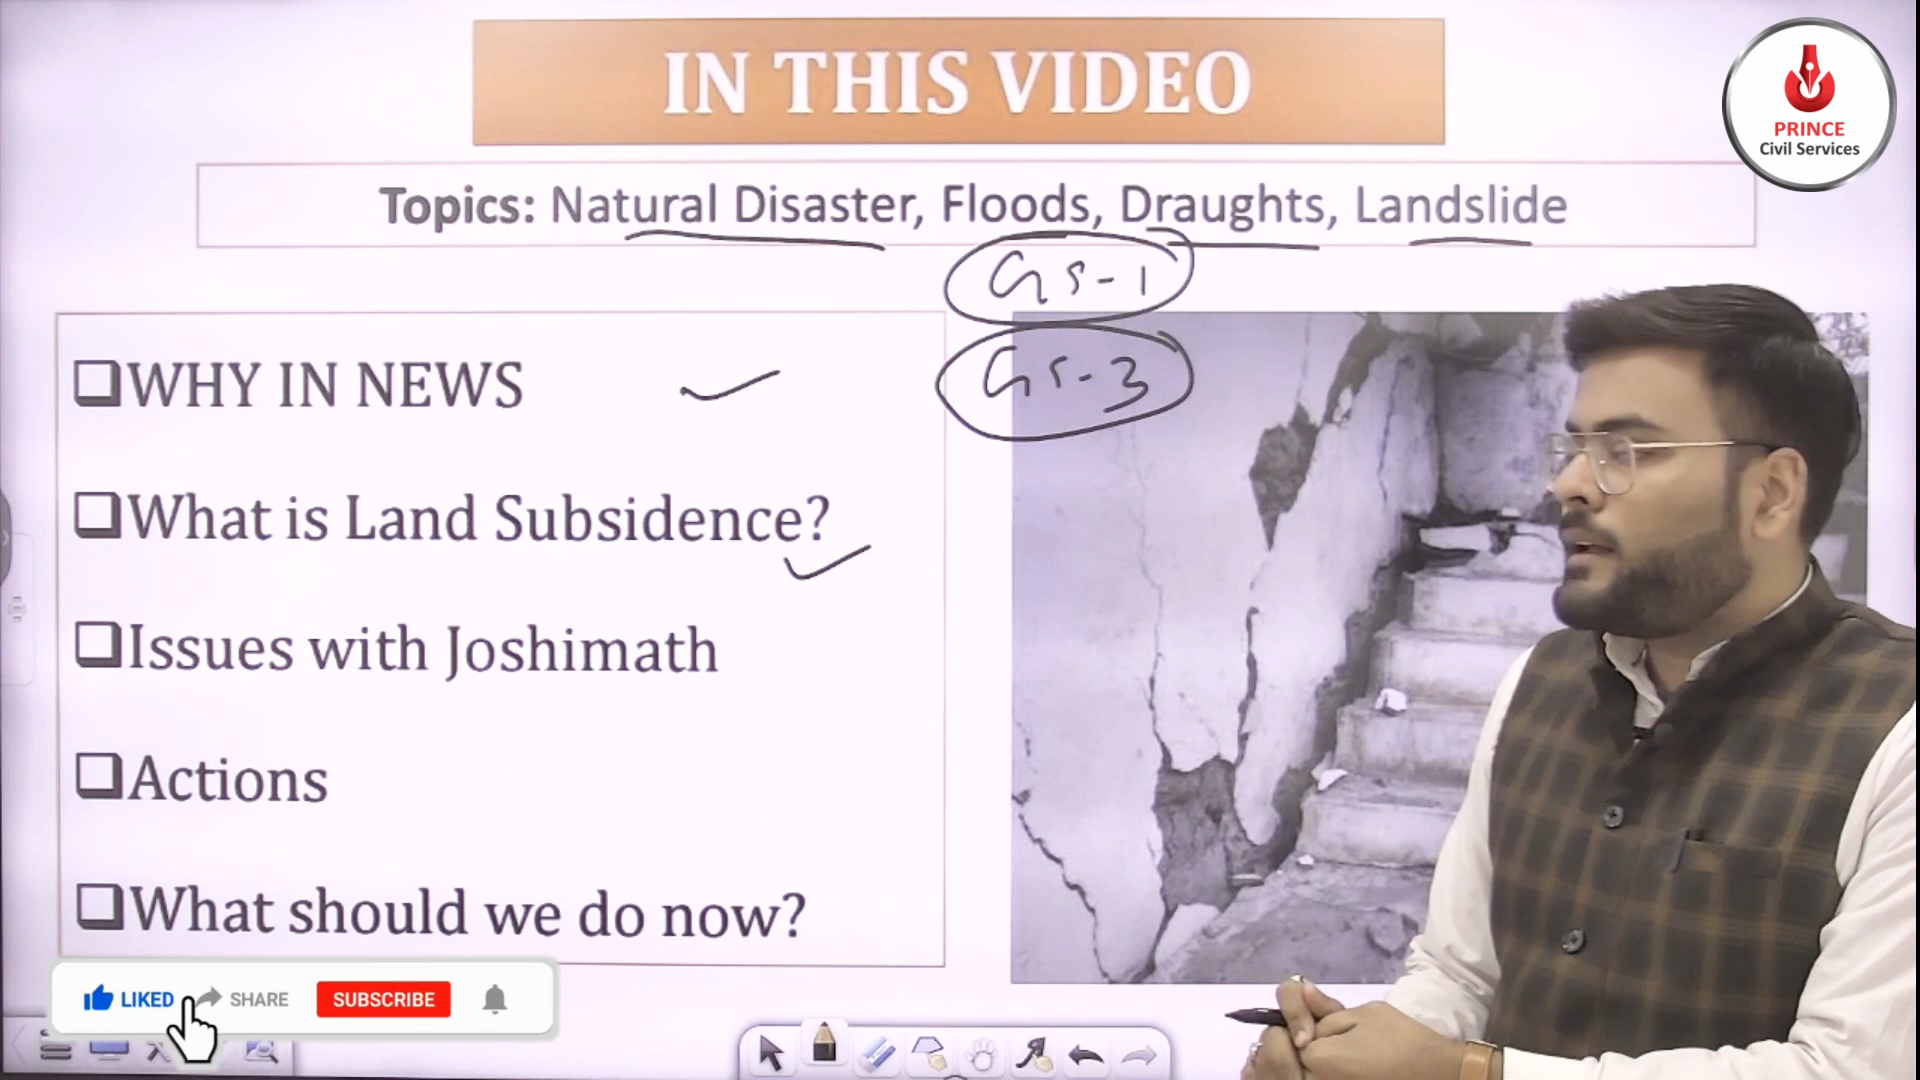 IN THIS VIDEO
PRINCE
Civil Services
Topics: Natural Disaster, Floods, Draughts, Landslide
GS-1
GS-3
WHY IN NEWS
What is Land Subsidence?
Issues with Joshimath
Actions
What should we do now?
LIKED SHARE SUBSCRIBE